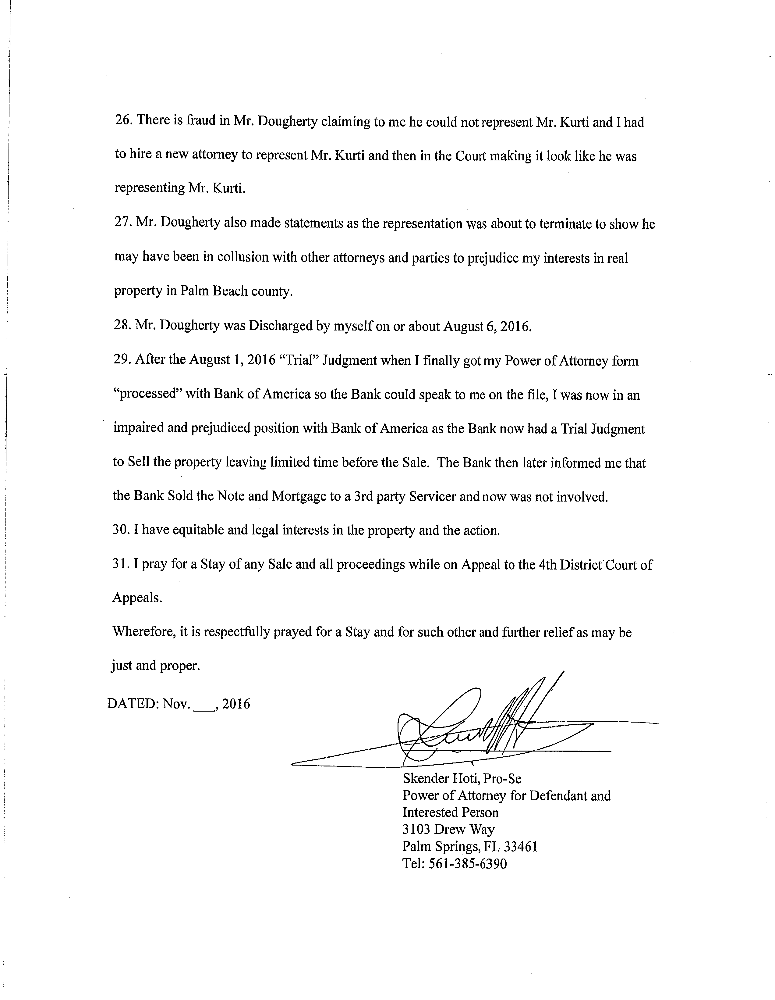 26. There is fraud in Mr. Dougherty claiming to me he could not represent Mr. Kurti and I had
to hire a new attorney to represent Mr. Kurti and then in the Court making it look like he was
representing Mr. Kurti.
27. Mr. Dougherty also made statements as the representation was about to terminate to show he
may have been in collusion with other attorneys and parties to prejudice my interests in real
property in Palm Beach county.
28. Mr. Dougherty was Discharged by myself on or about August 6, 2016.
29. After the August 1, 2016 “Trial” Judgment when I finally got my Power of Attorney form
“processed” with Bank of America so the Bank could speak to me on the file, I was now in an
impaired and prejudiced position with Bank of America as the Bank now had a Trial Judgment
to Sell the property leaving limited time before the Sale.  The Bank then later informed me that
the Bank Sold the Note and Mortgage to a 3rd party Servicer and now was not involved.
30. I have equitable and legal interests in the property and the action.
31. I pray for a Stay of any Sale and all proceedings while on Appeal to the 4th District Court of
Appeals.
Wherefore, it is respectfully prayed for a Stay and for such other and further relief as may be
just and proper.
DATED: Nov. ___, 2016
Skender Hoti, Pro-Se
Power of Attorney for Defendant and
Interested Person
3103 Drew Way
Palm Springs, FL 33461
Tel: 561-385-6390